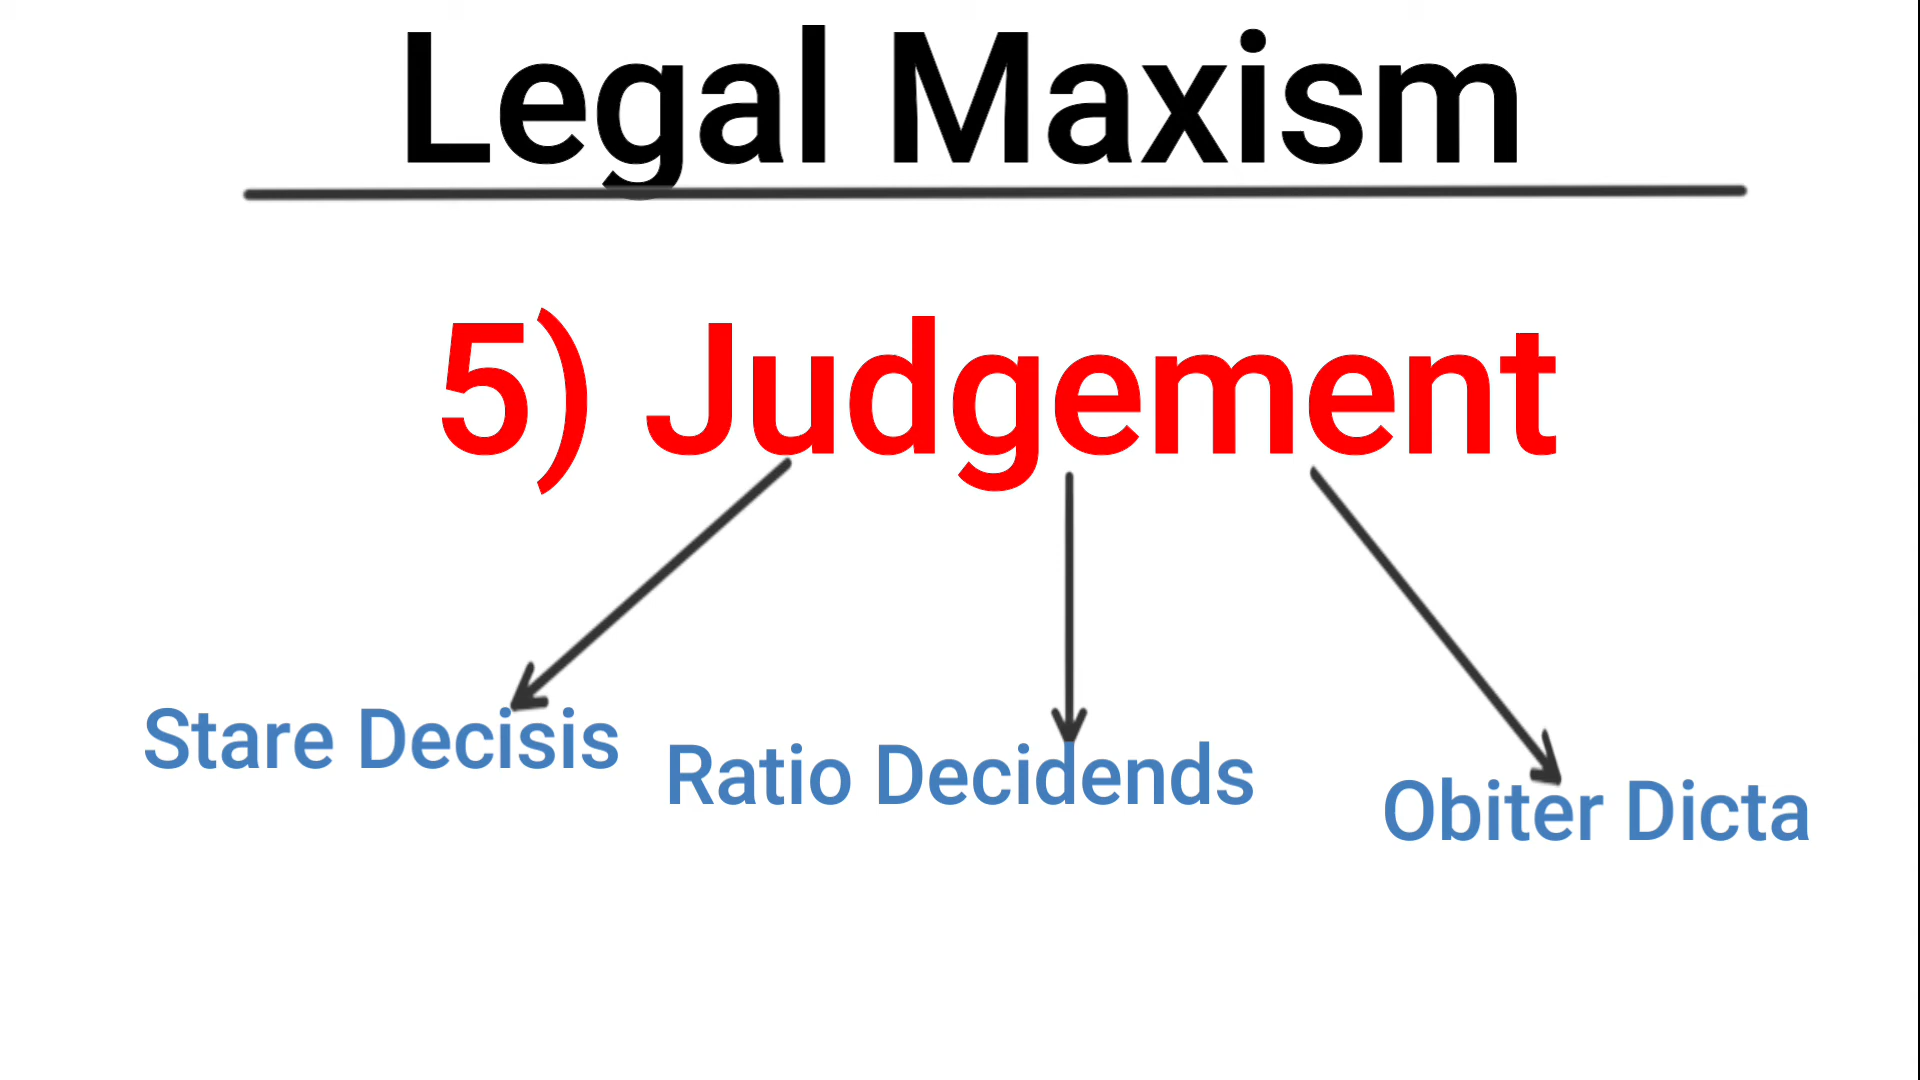 Legal Maxism
5) Judgement
Stare Decisis
Ratio Decidends
Obiter Dicta